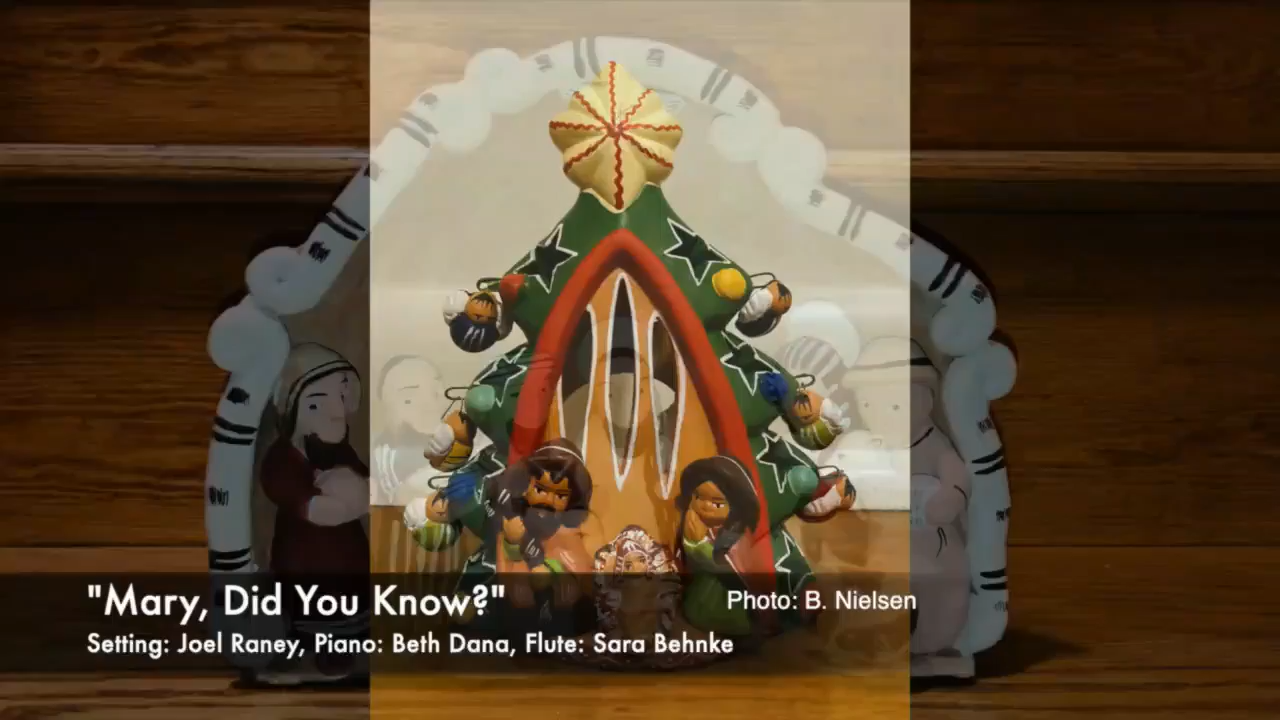 "Mary, Did You Know?"
Photo: B. Nielsen
Setting: Joel Raney, Piano: Beth Dana, Flute: Sara Behnke